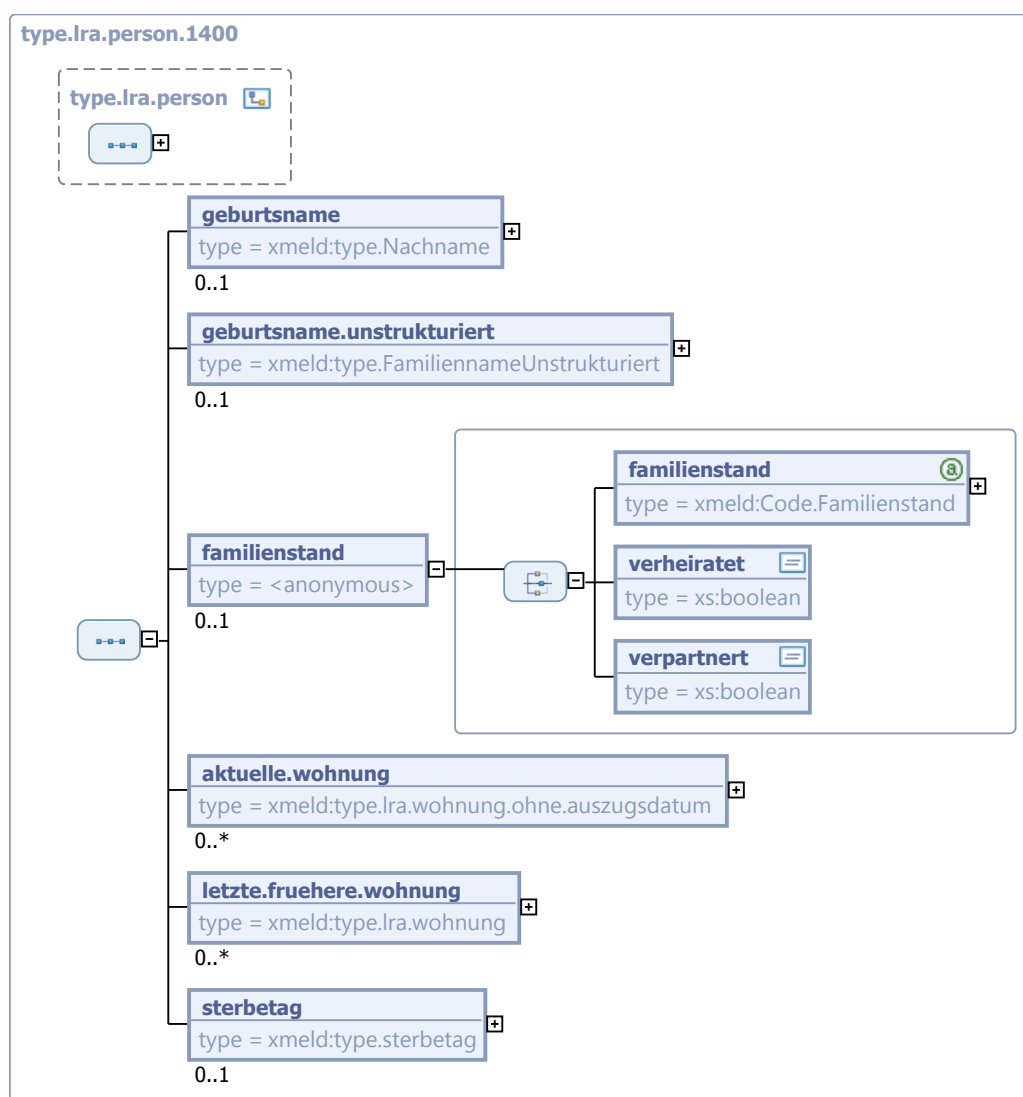 type.lra.person.1400
type.lra.person
geburtsname
type = xmeld:type.Nachname
0..1
geburtsname.unstrukturiert
type = xmeld:type.FamiliennameUnstrukturiert
0..1
familienstand
type = xmeld:Code.Familienstand
familienstand
type = <anonymous>
0..1
verheiratet
type = xs:boolean
verpartnert
type = xs:boolean
aktuelle.wohnung
type = xmeld:type.lra.wohnung.ohne.auszugsdatum
0..*
letzte.fruehere.wohnung
type = xmeld:type.lra.wohnung
0..*
sterbetag
type = xmeld:type.sterbetag
0..1